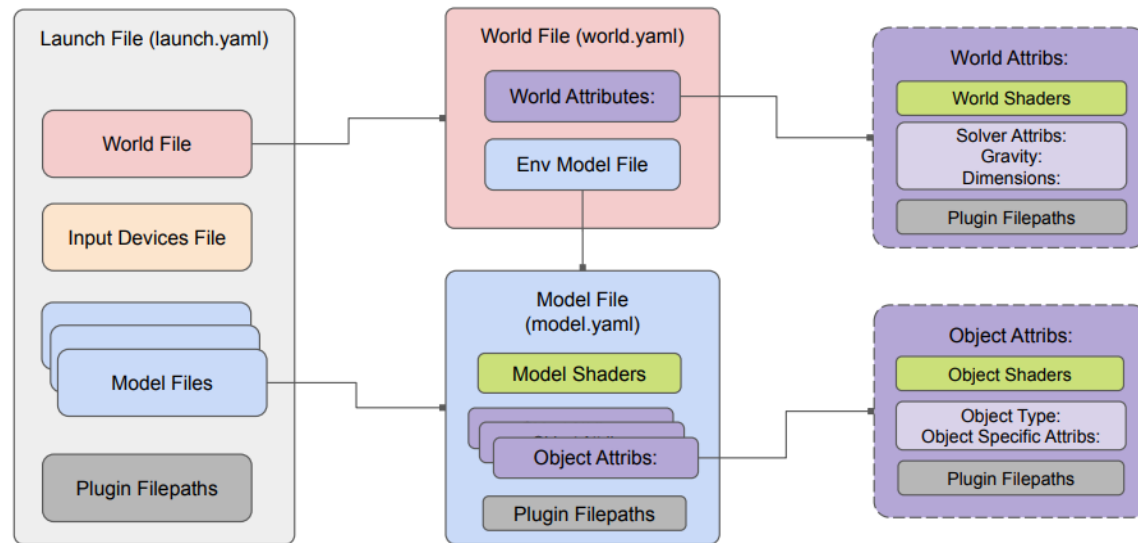 Launch File (launch.yaml)
World File
Input Devices File
Model Files
Plugin Filepaths
World File (world.yaml)
World Attributes:
Env Model File
Model File
(model.yaml)
Model Shaders
Object Attribs:
Plugin Filepaths
World Attribs:
World Shaders
Solver Attribs:
Gravity:
Dimensions:
Plugin Filepaths
Object Attribs:
Object Shaders
Object Type:
Object Specific Attribs:
Plugin Filepaths